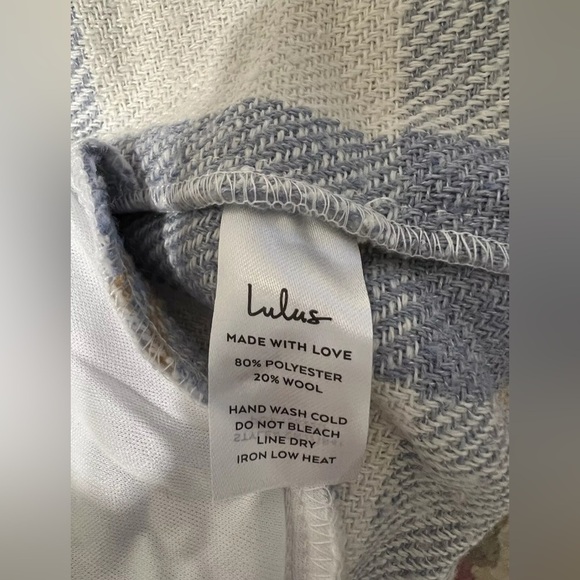 Lulus
MADE WITH LOVE
80% POLYESTER
20% WOOL
HAND WASH COLD
DO NOT BLEACH
LINE DRY
IRON LOW HEAT